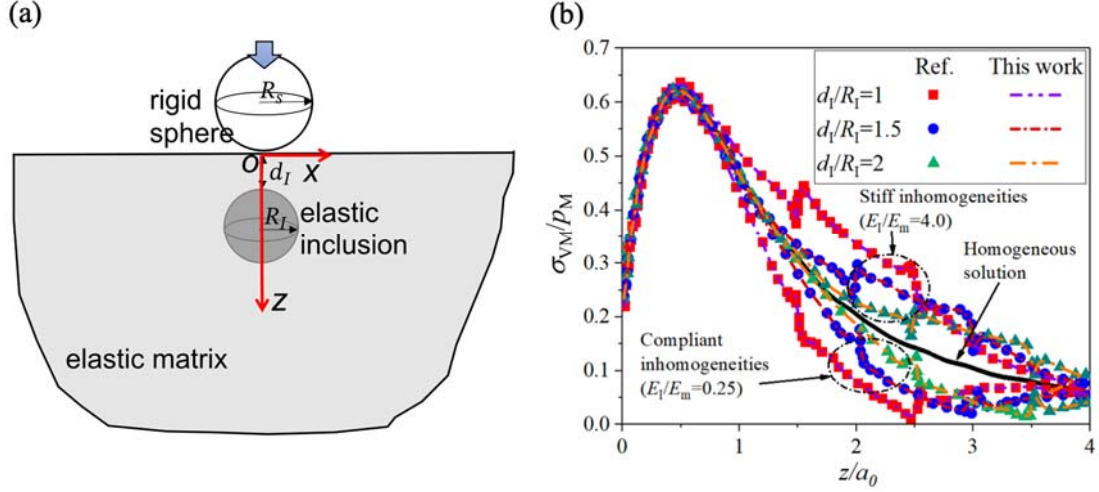 (a)
rigid
sphere
R_S
O
x
d_I
R_I
elastic
inclusion
z
elastic matrix
(b)
σ_VM/p_M
0.7
0.6
0.5
0.4
0.3
0.2
0.1
0.0
Ref. This work
d_I/R_I=1
d_I/R_I=1.5
d_I/R_I=2
Stiff inhomogeneities
(E_I/E_m=4.0)
Homogeneous
solution
Compliant
inhomogeneities
(E_I/E_m=0.25)
0 1 2 3 4
z/a_0